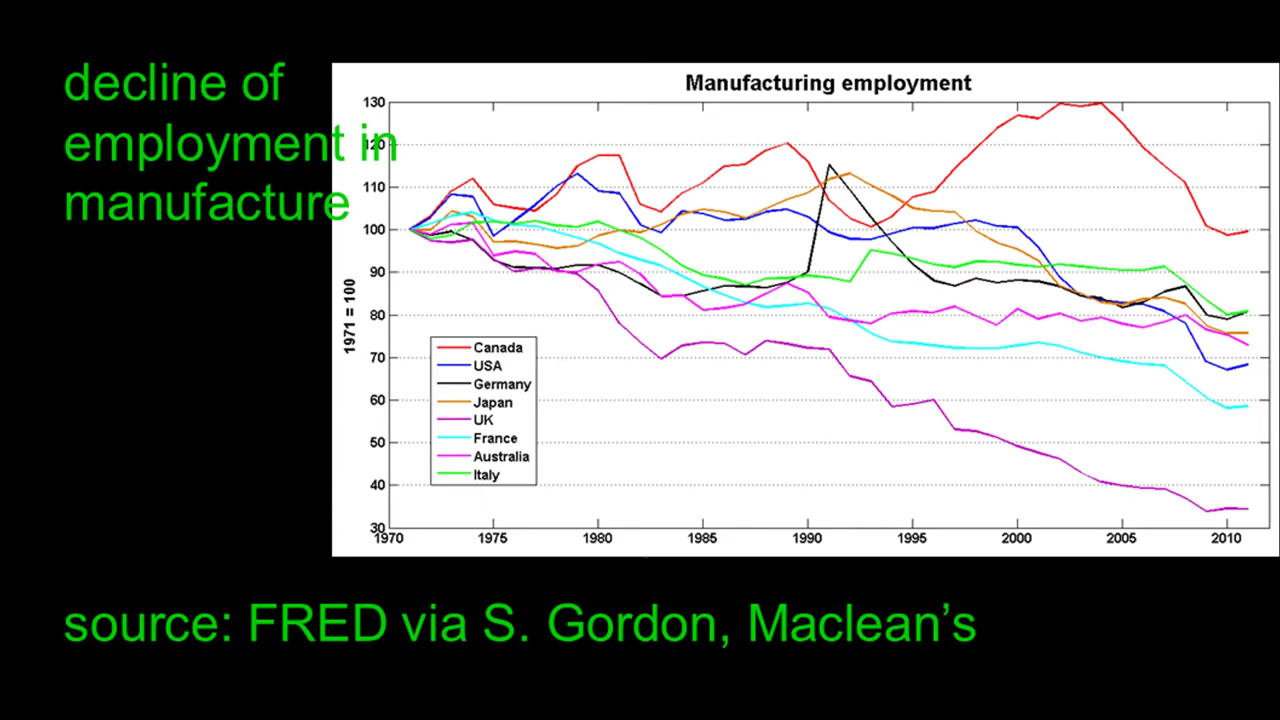 decline of
employment in
manufacture
Manufacturing employment
130
120
110
100
90
80
70
60
50
40
30
1971 = 100
Canada
USA
Germany
Japan
UK
France
Australia
Italy
1970 1975 1980 1985 1990 1995 2000 2005 2010
source: FRED via S. Gordon, Maclean’s